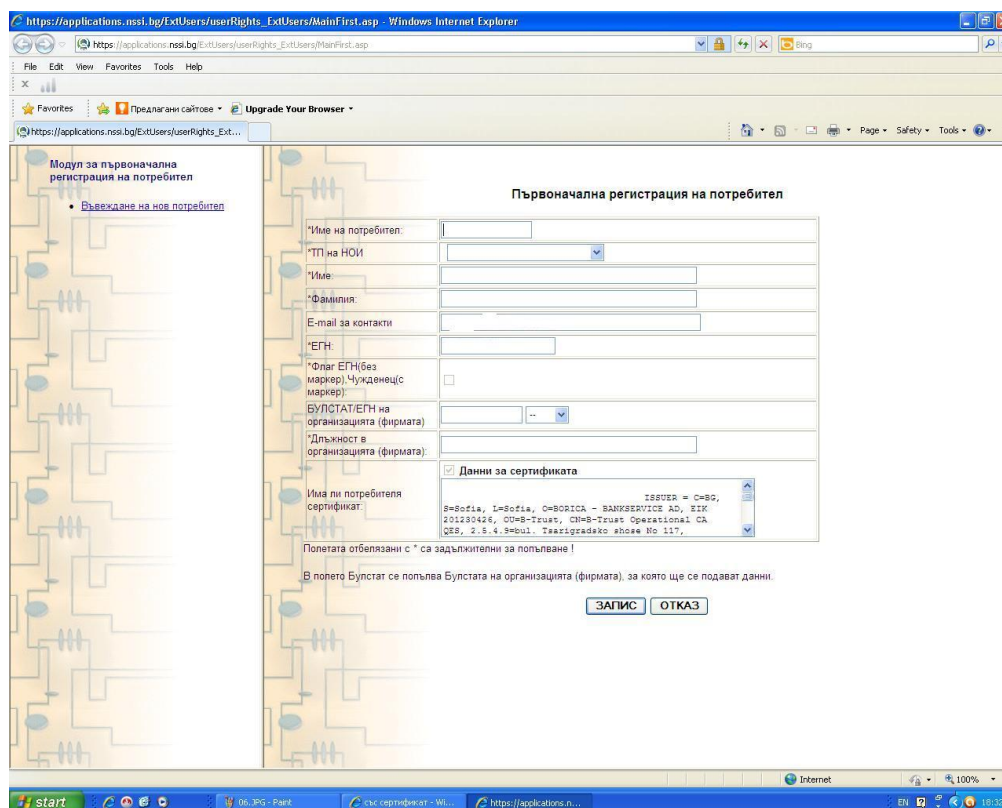 https://applications.nssi.bg/ExtUsers/userRights_ExtUsers/MainFirst.asp - Windows Internet Explorer
https://applications.nssi.bg/ExtUsers/userRights_ExtUsers/MainFirst.asp
Bing
File Edit View Favorites Tools Help
x
Favorites Предлагани сайтове Upgrade Your Browser
https://applications.nssi.bg/ExtUsers/userRights_Ext...
Page Safety Tools
Модул за първоначална
регистрация на потребител
Въвеждане на нов потребител
Първоначална регистрация на потребител
*Име на потребител:
*ТП на НОИ
*Име:
*Фамилия:
E-mail за контакти
*ЕГН:
*Флаг ЕГН(без
маркер),Чужденец(с
маркер):
БУЛСТАТ/ЕГН на
организацията (фирмата)
--
*Длъжност в
организацията (фирмата):
Има ли потребителя
сертификат:
Данни за сертификата
ISSUER = C=BG,
S=Sofia, L=Sofia, O=BORICA - BANKSERVICE AD, EIK
201230426, OU=B-Trust, CN=B-Trust Operational CA
QES, 2.5.4.9=bul. Tsarigradsko shose No 117,
Полетата отбелязани с * са задължителни за попълване !
В полето Булстат се попълва Булстата на организацията (фирмата), за която ще се подават данни.
ЗАПИС ОТКАЗ
Internet 100%
start 06.JPG - Paint със сертификат - Wi... https://applications.n... EN 18:32